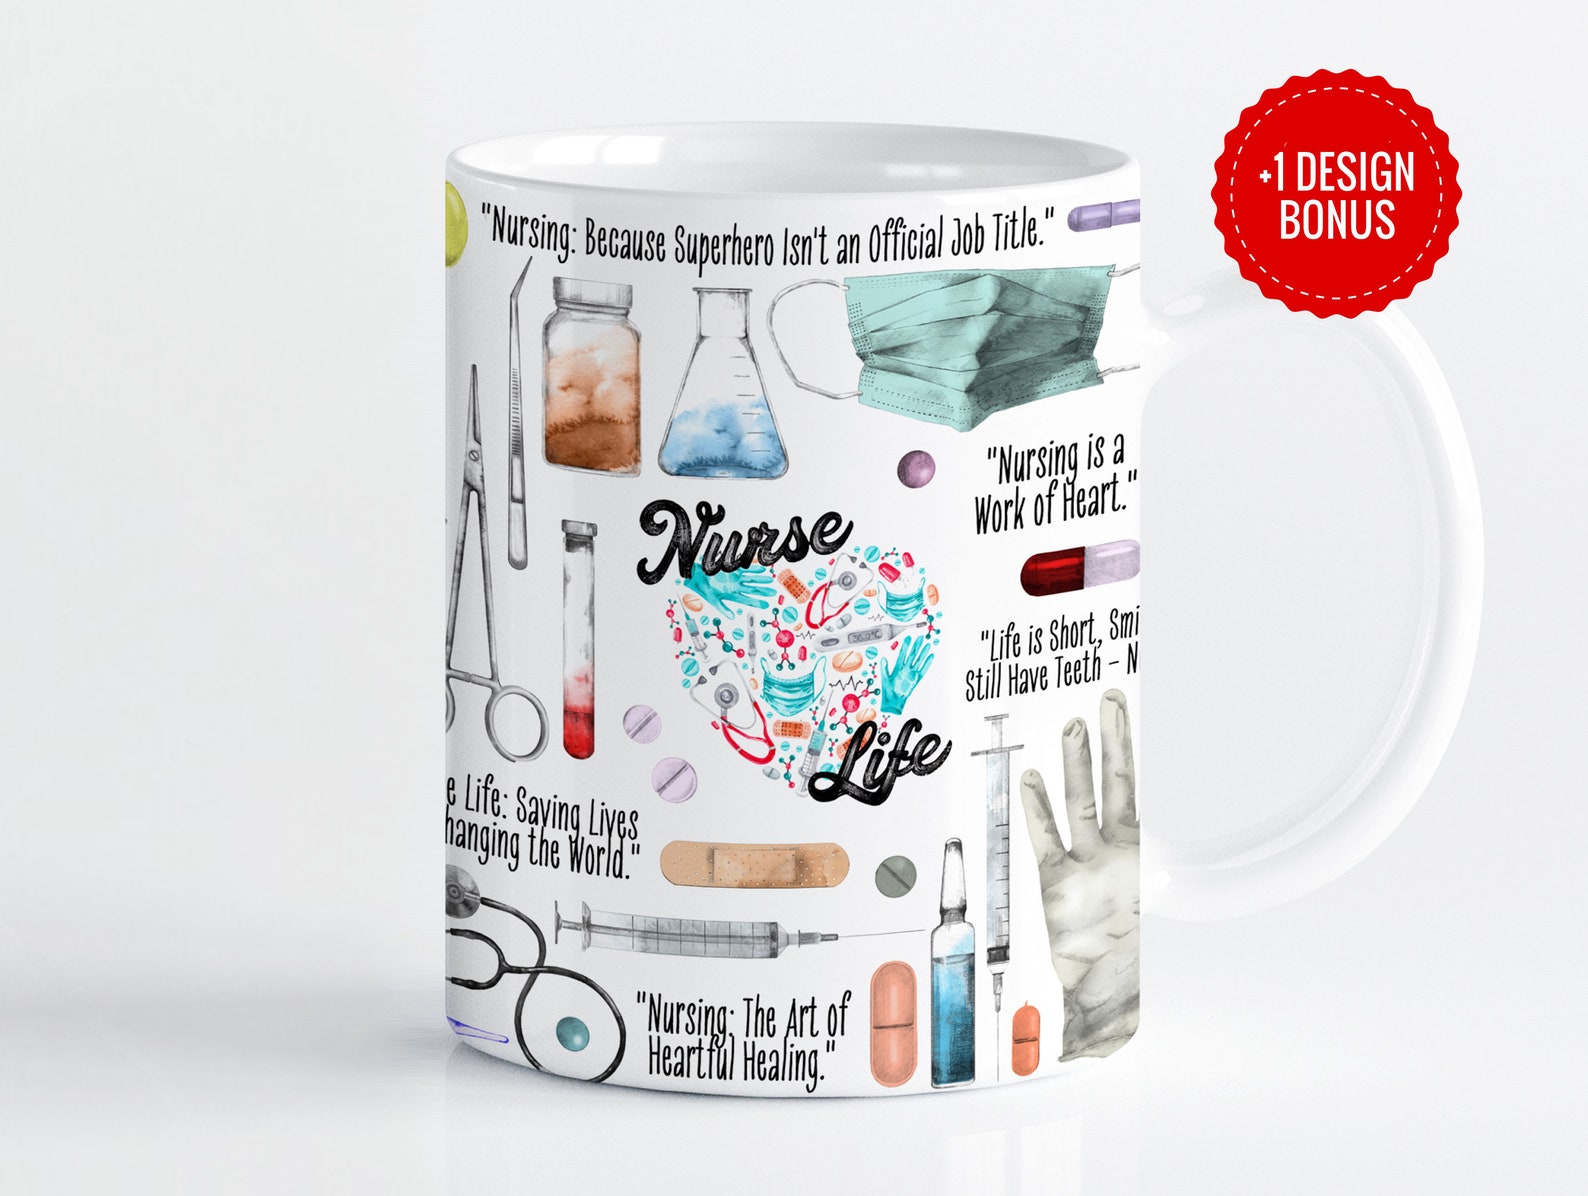 "Nursing: Because Superhero Isn't an Official Job Title."
+1 DESIGN
BONUS
"Nursing is a
Work of Heart."
Nurse
Life
"Life is Short, Smi
Still Have Teeth – N
e Life: Saving Lives
hanging the World."
"Nursing: The Art of
Heartful Healing."